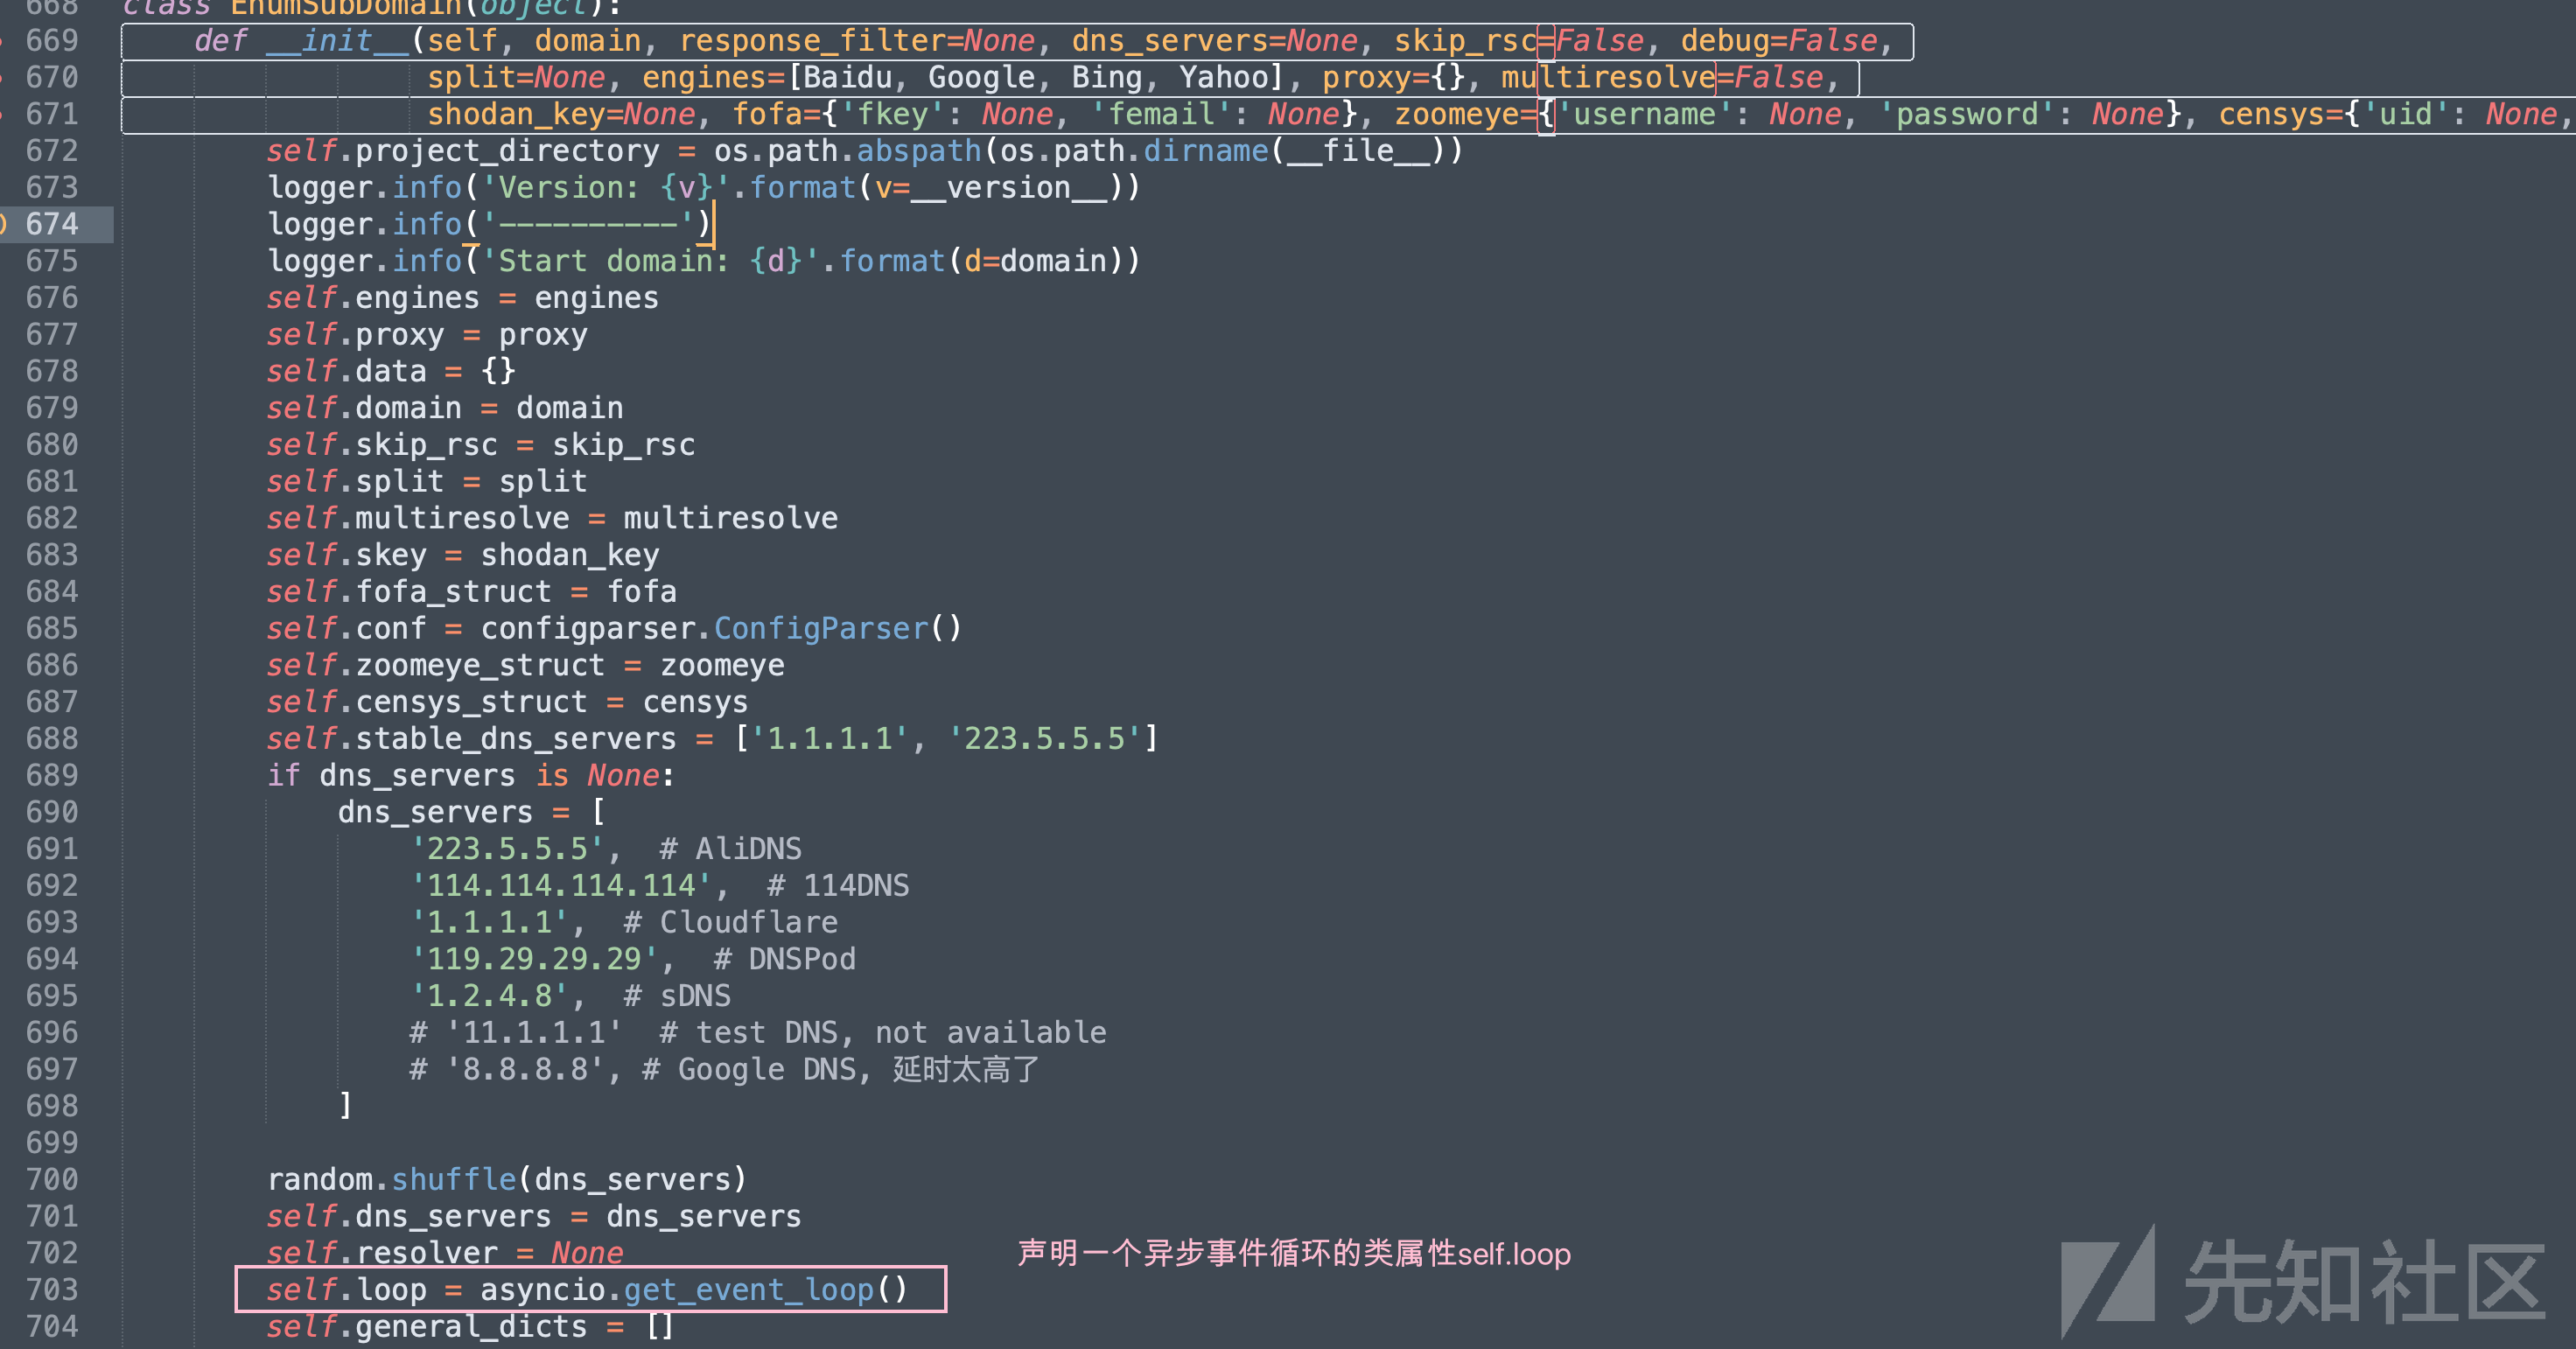 668 class EnumSubDomain(object):
669 def __init__(self, domain, response_filter=None, dns_servers=None, skip_rsc=False, debug=False,
670 split=None, engines=[Baidu, Google, Bing, Yahoo], proxy={}, multiresolve=False,
671 shodan_key=None, fofa={'fkey': None, 'femail': None}, zoomeye={'username': None, 'password': None}, censys={'uid': None,
672 self.project_directory = os.path.abspath(os.path.dirname(__file__))
673 logger.info('Version: {v}'.format(v=__version__))
674 logger.info('----------')
675 logger.info('Start domain: {d}'.format(d=domain))
676 self.engines = engines
677 self.proxy = proxy
678 self.data = {}
679 self.domain = domain
680 self.skip_rsc = skip_rsc
681 self.split = split
682 self.multiresolve = multiresolve
683 self.skey = shodan_key
684 self.fofa_struct = fofa
685 self.conf = configparser.ConfigParser()
686 self.zoomeye_struct = zoomeye
687 self.censys_struct = censys
688 self.stable_dns_servers = ['1.1.1.1', '223.5.5.5']
689 if dns_servers is None:
690 dns_servers = [
691 '223.5.5.5', # AliDNS
692 '114.114.114.114', # 114DNS
693 '1.1.1.1', # Cloudflare
694 '119.29.29.29', # DNSPod
695 '1.2.4.8', # sDNS
696 # '11.1.1.1' # test DNS, not available
697 # '8.8.8.8', # Google DNS, 延时太高了
698 ]
699
700 random.shuffle(dns_servers)
701 self.dns_servers = dns_servers
702 self.resolver = None
声明一个异步事件循环的类属性self.loop
703 self.loop = asyncio.get_event_loop()
704 self.general_dicts = []
先知社区